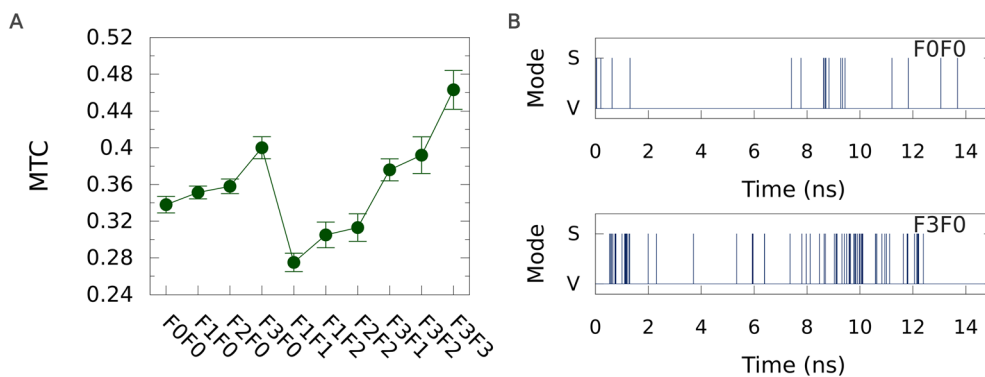 A
MTC
0.52
0.48
0.44
0.4
0.36
0.32
0.28
0.24
F0F0
F1F0
F2F0
F3F0
F1F1
F1F2
F2F2
F3F1
F3F2
F3F3
B
Mode
S
V
F0F0
0 2 4 6 8 10 12 14
Time (ns)
Mode
S
V
F3F0
0 2 4 6 8 10 12 14
Time (ns)